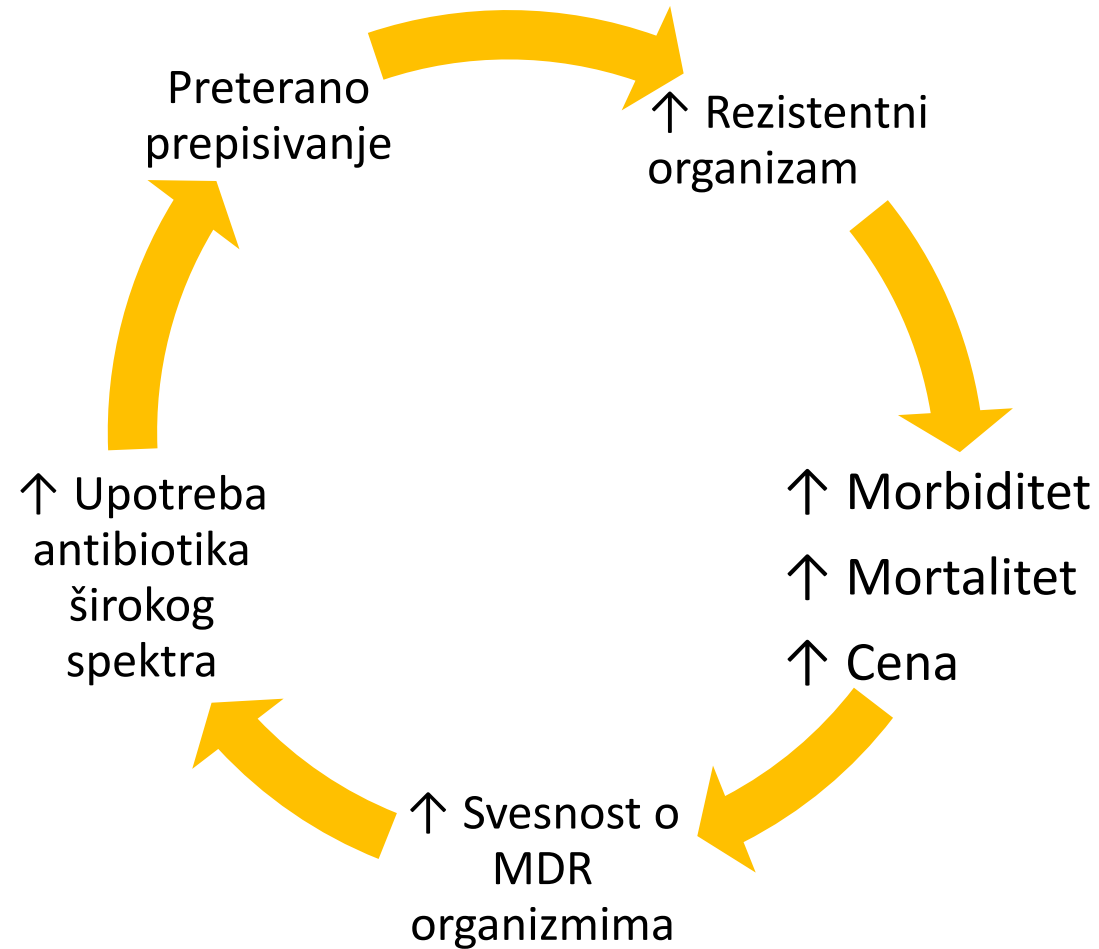 Preterano
prepisivanje
↑ Rezistentni
organizam
↑ Morbiditet
↑ Mortalitet
↑ Cena
↑ Svesnost o
MDR
organizmima
↑ Upotreba
antibiotika
širokog
spektra